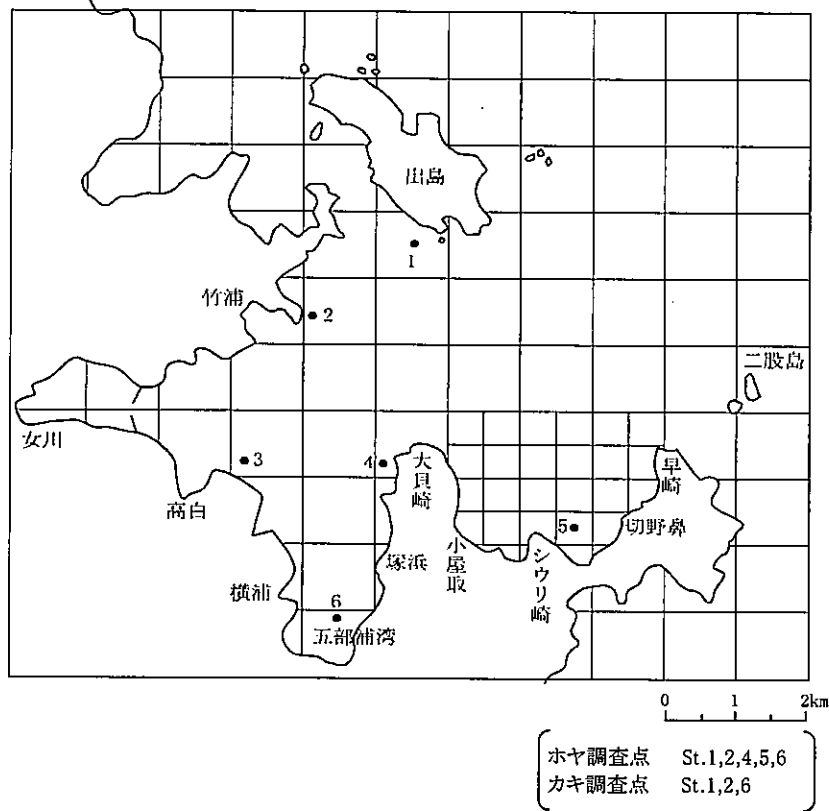 出島
1
竹浦
2
二股島
女川
3
4
大貝崎
早崎
高白
5
切野鼻
塚浜
小屋取
シウリ崎
横浦
6
五部浦湾
0 1 2km
ホヤ調査点 St.1,2,4,5,6
カキ調査点 St.1,2,6